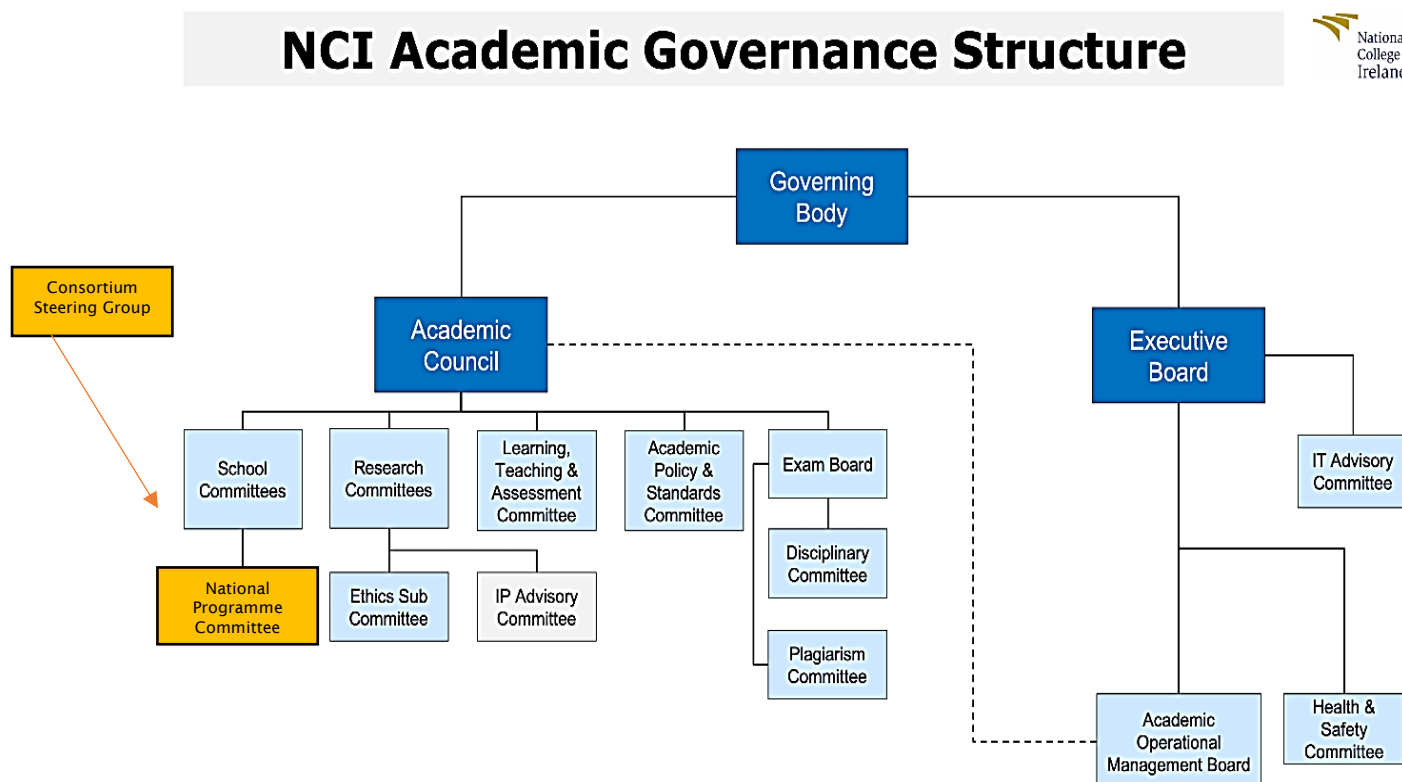 NCI Academic Governance Structure
National
College
Ireland
Governing
Body
Consortium
Steering Group
Academic
Council
Executive
Board
School
Committees
Research
Committees
Learning,
Teaching &
Assessment
Committee
Academic
Policy &
Standards
Committee
Exam Board
IT Advisory
Committee
Disciplinary
Committee
National
Programme
Committee
Ethics Sub
Committee
IP Advisory
Committee
Plagiarism
Committee
Academic
Operational
Management Board
Health &
Safety
Committee